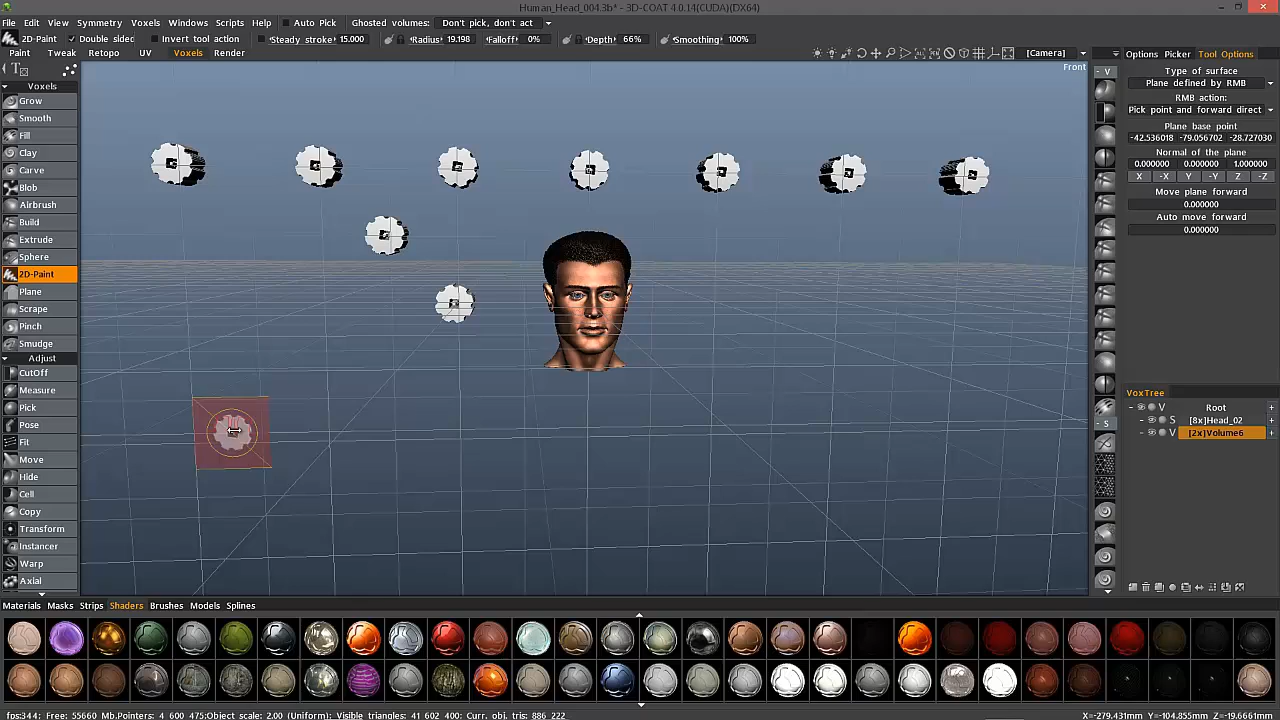 Human_Head_004.3b* - 3D-COAT 4.0.14(CUDA)(DX64)
File Edit View Symmetry Voxels Windows Scripts Help Auto Pick Ghosted volumes: Don't pick, don't act
2D-Paint Double sided Invert tool action Steady stroke: 15.000 Radius: 19.198 Falloff: 0% Depth: 66% Smoothing: 100%
Paint Tweak Retopo UV Voxels Render [Camera] Options Picker Tool Options
Front
Voxels
Grow
Smooth
Fill
Clay
Carve
Blob
Airbrush
Build
Extrude
Sphere
2D-Paint
Plane
Scrape
Pinch
Smudge
Adjust
CutOff
Measure
Pick
Pose
Fit
Move
Hide
Cell
Copy
Transform
Instancer
Warp
Axial
- V
- S
Type of surface
Plane defined by RMB
RMB action:
Pick point and forward direct
Plane base point
-42.536018 -79.056702 -28.727030
Normal of the plane
0.000000 0.000000 1.000000
X -X Y -Y Z -Z
Move plane forward
0.000000
Auto move forward
0.000000
VoxTree
- V Root +
- S [8x]Head_02 +
- V [2x]Volume6 +
Materials Masks Strips Shaders Brushes Models Splines
fps:344; Free: 55660 Mb.Pointers: 4 600 475:Object scale: 2.00 (Uniform); Visible triangles: 41 602 400; Curr. obj. tris: 886 222
X=-279.431mm Y=-104.855mm Z=-19.6661mm